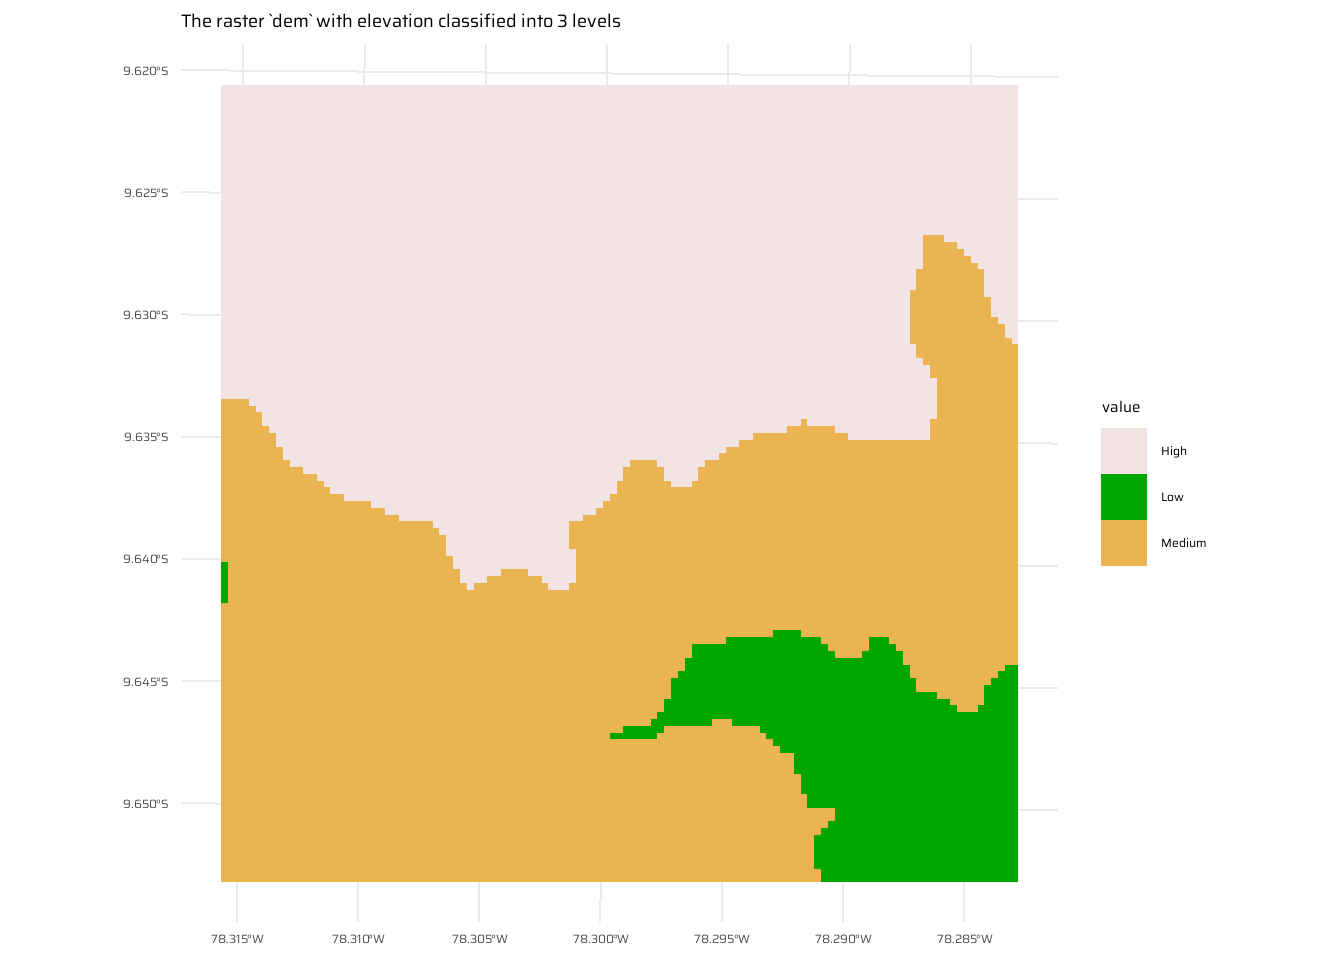 The raster `dem` with elevation classified into 3 levels
9.620°S
9.625°S
9.630°S
9.635°S
9.640°S
9.645°S
9.650°S
78.315°W
78.310°W
78.305°W
78.300°W
78.295°W
78.290°W
78.285°W
value
High
Low
Medium